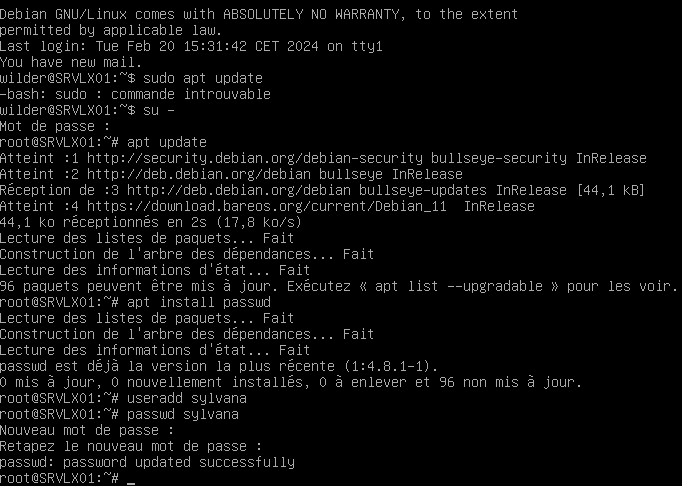 Debian GNU/Linux comes with ABSOLUTELY NO WARRANTY, to the extent
permitted by applicable law.
Last login: Tue Feb 20 15:31:42 CET 2024 on tty1
You have new mail.
wilder@SRVLX01:~$ sudo apt update
-bash: sudo : commande introuvable
wilder@SRVLX01:~$ su -
Mot de passe :
root@SRVLX01:~# apt update
Atteint :1 http://security.debian.org/debian-security bullseye-security InRelease
Atteint :2 http://deb.debian.org/debian bullseye InRelease
Réception de :3 http://deb.debian.org/debian bullseye-updates InRelease [44,1 kB]
Atteint :4 https://download.bareos.org/current/Debian_11  InRelease
44,1 ko réceptionnés en 2s (17,8 ko/s)
Lecture des listes de paquets... Fait
Construction de l'arbre des dépendances... Fait
Lecture des informations d'état... Fait
96 paquets peuvent être mis à jour. Exécutez « apt list --upgradable » pour les voir.
root@SRVLX01:~# apt install passwd
Lecture des listes de paquets... Fait
Construction de l'arbre des dépendances... Fait
Lecture des informations d'état... Fait
passwd est déjà la version la plus récente (1:4.8.1-1).
0 mis à jour, 0 nouvellement installés, 0 à enlever et 96 non mis à jour.
root@SRVLX01:~# useradd sylvana
root@SRVLX01:~# passwd sylvana
Nouveau mot de passe :
Retapez le nouveau mot de passe :
passwd: password updated successfully
root@SRVLX01:~# _